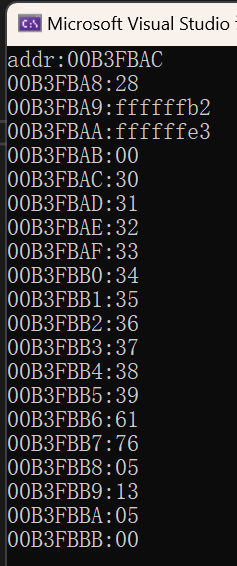 Microsoft Visual Studio
addr:00B3FBAC
00B3FBA8:28
00B3FBA9:ffffffb2
00B3FBAA:ffffffe3
00B3FBAB:00
00B3FBAC:30
00B3FBAD:31
00B3FBAE:32
00B3FBAF:33
00B3FBB0:34
00B3FBB1:35
00B3FBB2:36
00B3FBB3:37
00B3FBB4:38
00B3FBB5:39
00B3FBB6:61
00B3FBB7:76
00B3FBB8:05
00B3FBB9:13
00B3FBBA:05
00B3FBBB:00